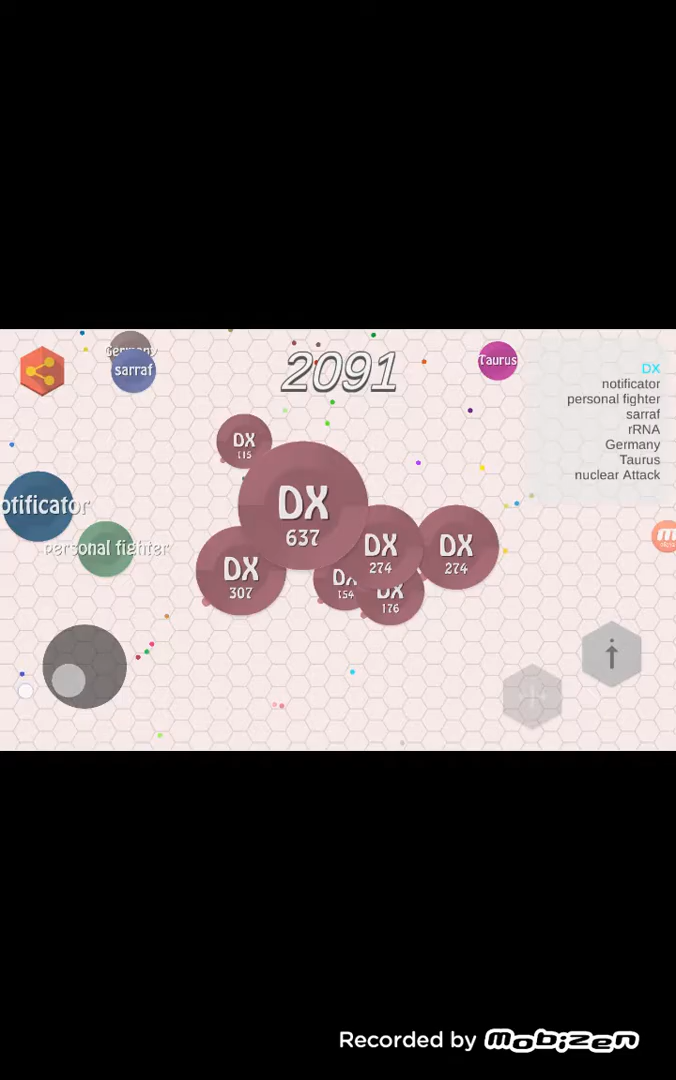 Germany
sarraf
2091
Taurus
DX
notificator
personal fighter
sarraf
rRNA
Germany
Taurus
nuclear Attack
DX
115
DX
637
otificator
personal fighter
DX
307
DX
154
DX
274
DX
176
DX
274
Recorded by mobizen